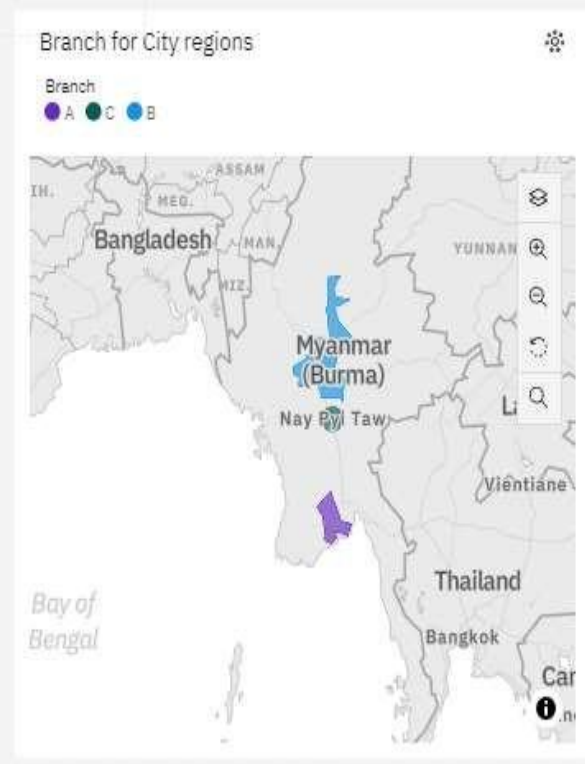 Branch for City regions
Branch
A C B
ASSAM
IH.
MEG.
Bangladesh
MAN.
YUNNAN
MIZ.
Myanmar
(Burma)
Nay Pyi Taw
Vientiane
Thailand
Bay of
Bengal
Bangkok